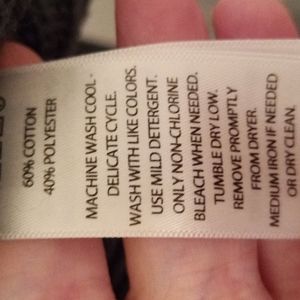 60% COTTON
40% POLYESTER
MACHINE WASH COOL -
DELICATE CYCLE.
WASH WITH LIKE COLORS.
USE MILD DETERGENT.
ONLY NON-CHLORINE
BLEACH WHEN NEEDED.
TUMBLE DRY LOW.
REMOVE PROMPTLY
FROM DRYER.
MEDIUM IRON IF NEEDED
OR DRY CLEAN.